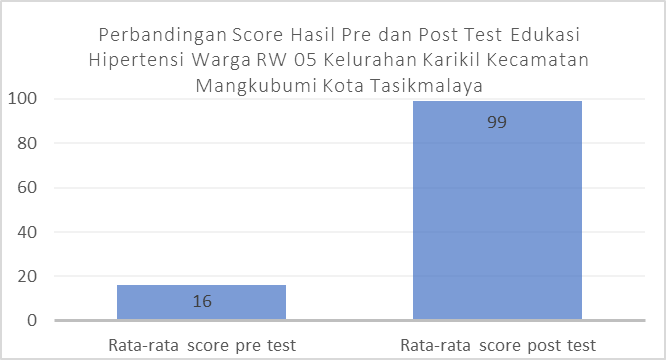 Perbandingan Score Hasil Pre dan Post Test Edukasi
Hipertensi Warga RW 05 Kelurahan Karikil Kecamatan
Mangkubumi Kota Tasikmalaya
100
80
60
40
20
0
16
99
Rata-rata score pre test
Rata-rata score post test